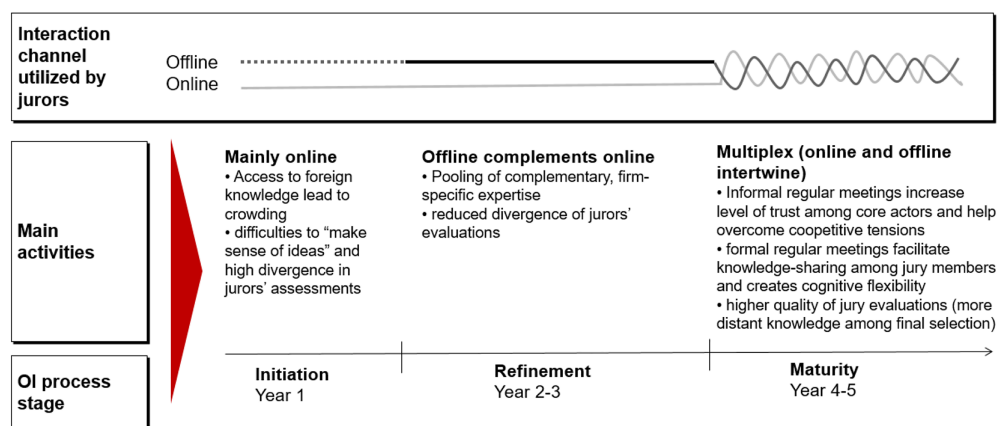 Interaction
channel
utilized by
jurors
Offline
Online
Main
activities
Mainly online
• Access to foreign
knowledge lead to
crowding
• difficulties to “make
sense of ideas” and
high divergence in
jurors’ assessments
Offline complements online
• Pooling of complementary, firm-
specific expertise
• reduced divergence of jurors’
evaluations
Multiplex (online and offline
intertwine)
• Informal regular meetings increase
level of trust among core actors and help
overcome coopetitive tensions
• formal regular meetings facilitate
knowledge-sharing among jury members
and creates cognitive flexibility
• higher quality of jury evaluations (more
distant knowledge among final selection)
OI process
stage
Initiation
Year 1
Refinement
Year 2-3
Maturity
Year 4-5